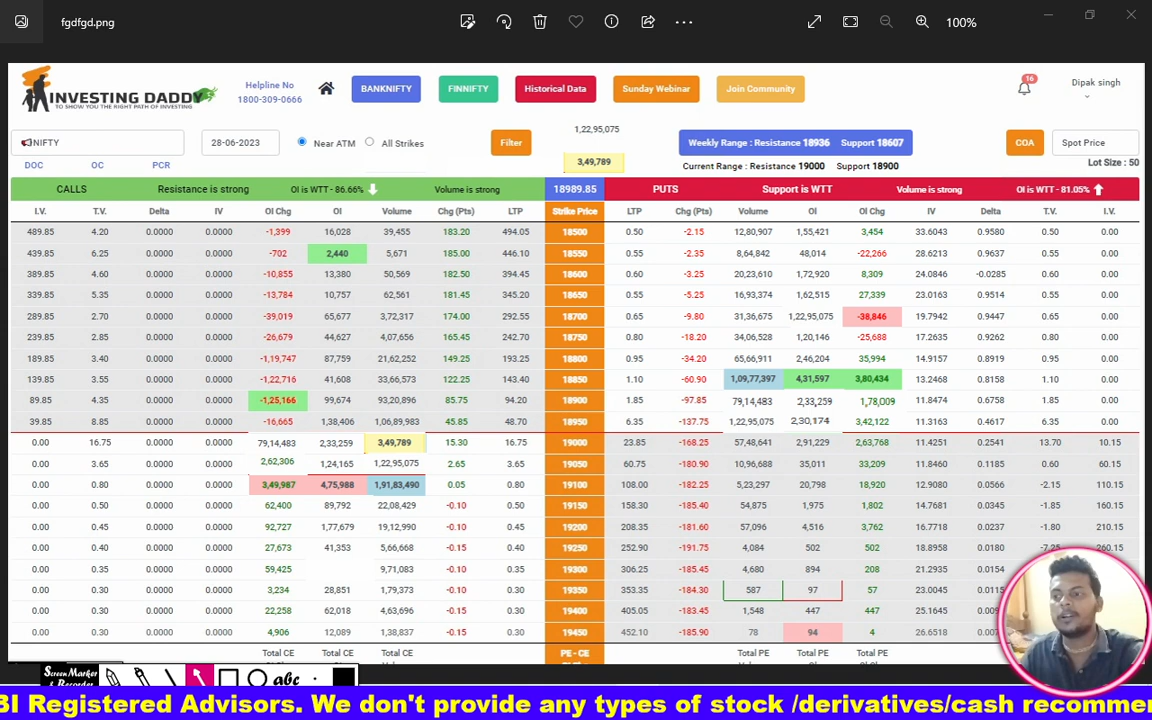 fgdfgd.png 100%
INVESTING DADDY
TO SHOW YOU THE RIGHT PATH OF INVESTING
Helpline No
1800-309-0666
BANKNIFTY FINNIFTY Historical Data Sunday Webinar Join Community
16
Dipak singh
1,22,95,075
NIFTY 28-06-2023 Near ATM All Strikes Filter
3,49,789
Weekly Range : Resistance 18936 Support 18607
COA Spot Price
DOC OC PCR
Current Range : Resistance 19000 Support 18900
Lot Size : 50
CALLS Resistance is strong OI is WTT - 86.66% Volume is strong 18989.85 PUTS Support is WTT Volume is strong OI is WTT - 81.05%
I.V. T.V. Delta IV OI Chg OI Volume Chg (Pts) LTP Strike Price LTP Chg (Pts) Volume OI OI Chg IV Delta T.V. I.V.
489.85 4.20 0.0000 0.0000 -1,399 16,028 39,455 183.20 494.05 18500 0.50 -2.15 12,80,907 1,55,421 3,454 33.6043 0.9580 0.50 0.00
439.85 6.25 0.0000 0.0000 -702 2,440 5,671 185.00 446.10 18550 0.55 -2.35 8,64,842 48,014 -22,266 28.6213 0.9637 0.55 0.00
389.85 4.60 0.0000 0.0000 -10,855 13,380 50,569 182.50 394.45 18600 0.60 -3.25 20,23,610 1,72,920 8,309 24.0846 -0.0285 0.60 0.00
339.85 5.35 0.0000 0.0000 -13,784 10,757 62,561 181.45 345.20 18650 0.55 -5.25 16,93,374 1,62,515 27,339 23.0163 0.9514 0.55 0.00
289.85 2.70 0.0000 0.0000 -39,019 65,677 3,72,317 174.00 292.55 18700 0.65 -9.80 31,36,675 1,22,95,075 -38,846 19.7942 0.9447 0.65 0.00
239.85 2.85 0.0000 0.0000 -26,679 44,627 4,07,656 165.45 242.70 18750 0.80 -18.20 34,06,528 1,20,146 -25,688 17.2635 0.9262 0.80 0.00
189.85 3.40 0.0000 0.0000 -1,19,747 87,759 21,62,252 149.25 193.25 18800 0.95 -34.20 65,66,911 2,46,204 35,994 14.9157 0.8919 0.95 0.00
139.85 3.55 0.0000 0.0000 -1,22,716 41,608 33,66,573 122.25 143.40 18850 1.10 -60.90 1,09,77,397 4,31,597 3,80,434 13.2468 0.8158 1.10 0.00
89.85 4.35 0.0000 0.0000 -1,25,166 99,674 93,20,896 85.75 94.20 18900 1.85 -97.85 79,14,483 2,33,259 1,78,009 11.8474 0.6758 1.85 0.00
39.85 8.85 0.0000 0.0000 -16,665 1,38,406 1,06,89,983 45.85 48.70 18950 6.35 -137.75 1,22,95,075 2,30,174 3,42,122 11.3163 0.4617 6.35 0.00
0.00 16.75 0.0000 0.0000 79,14,483 2,33,259 3,49,789 15.30 16.75 19000 23.85 -168.25 57,48,641 2,91,229 2,63,768 11.4251 0.2541 13.70 10.15
0.00 3.65 0.0000 0.0000 2,62,306 1,24,165 1,22,95,075 2.65 3.65 19050 60.75 -180.90 10,96,688 35,011 33,209 11.8460 0.1185 0.60 60.15
0.00 0.80 0.0000 0.0000 3,49,987 4,75,988 1,91,83,490 0.05 0.80 19100 108.00 -182.25 5,23,297 20,798 18,920 12.9080 0.0566 -2.15 110.15
0.00 0.50 0.0000 0.0000 62,400 89,792 22,08,429 -0.10 0.50 19150 158.30 -185.40 54,875 1,975 1,802 14.7681 0.0345 -1.85 160.15
0.00 0.45 0.0000 0.0000 92,727 1,77,679 19,12,990 -0.10 0.45 19200 208.35 -181.60 57,096 4,516 3,762 16.7718 0.0237 -1.80 210.15
0.00 0.40 0.0000 0.0000 27,673 41,353 5,66,668 -0.15 0.40 19250 252.90 -191.75 4,084 502 502 18.8958 0.0180 -7.25 260.15
0.00 0.35 0.0000 0.0000 59,425 9,71,083 -0.10 0.35 19300 306.25 -185.45 4,680 894 208 21.2935 0.0154
0.00 0.30 0.0000 0.0000 3,234 28,851 1,79,373 -0.10 0.30 19350 353.35 -184.30 587 97 57 23.0045
0.00 0.30 0.0000 0.0000 22,258 62,018 4,63,696 -0.15 0.30 19400 405.05 -183.45 1,548 447 447 25.1645
0.00 0.30 0.0000 0.0000 4,906 12,089 1,38,837 -0.15 0.30 19450 452.10 -185.90 78 94 4 26.6518
Total CE Total CE Total CE PE - CE Total PE Total PE Total PE
Screen Marker
& Recorder
abc
BI Registered Advisors. We don't provide any types of stock /derivatives/cash recomme